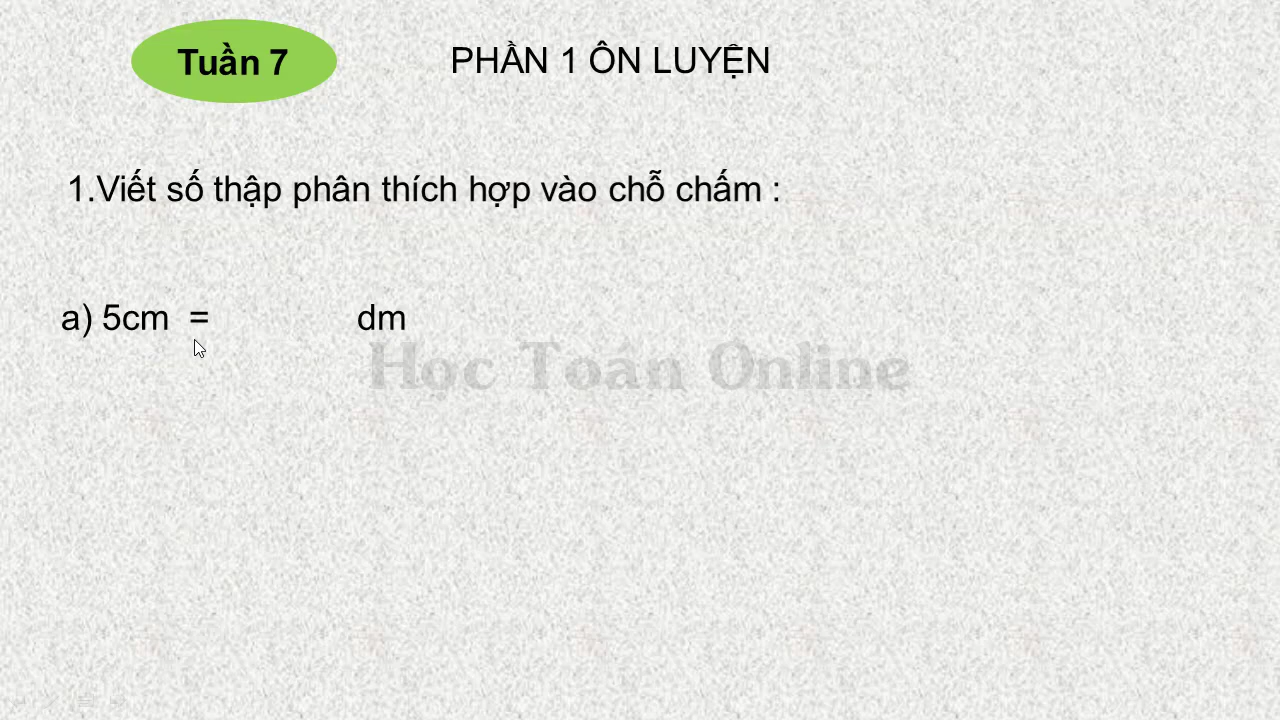 Tuần 7
PHẦN 1 ÔN LUYỆN
1.Viết số thập phân thích hợp vào chỗ chấm :
a) 5cm = dm
Học Toán Online